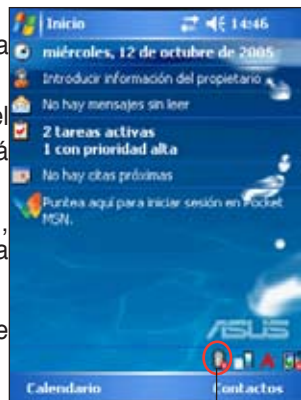 Inicio 14:46
miércoles, 12 de octubre de 2005
Introducir información del propietario
No hay mensajes sin leer
2 tareas activas
1 con prioridad alta
No hay citas próximas
Puntea aquí para iniciar sesión en Pocket
MSN.
ASUS
Calendario Contactos